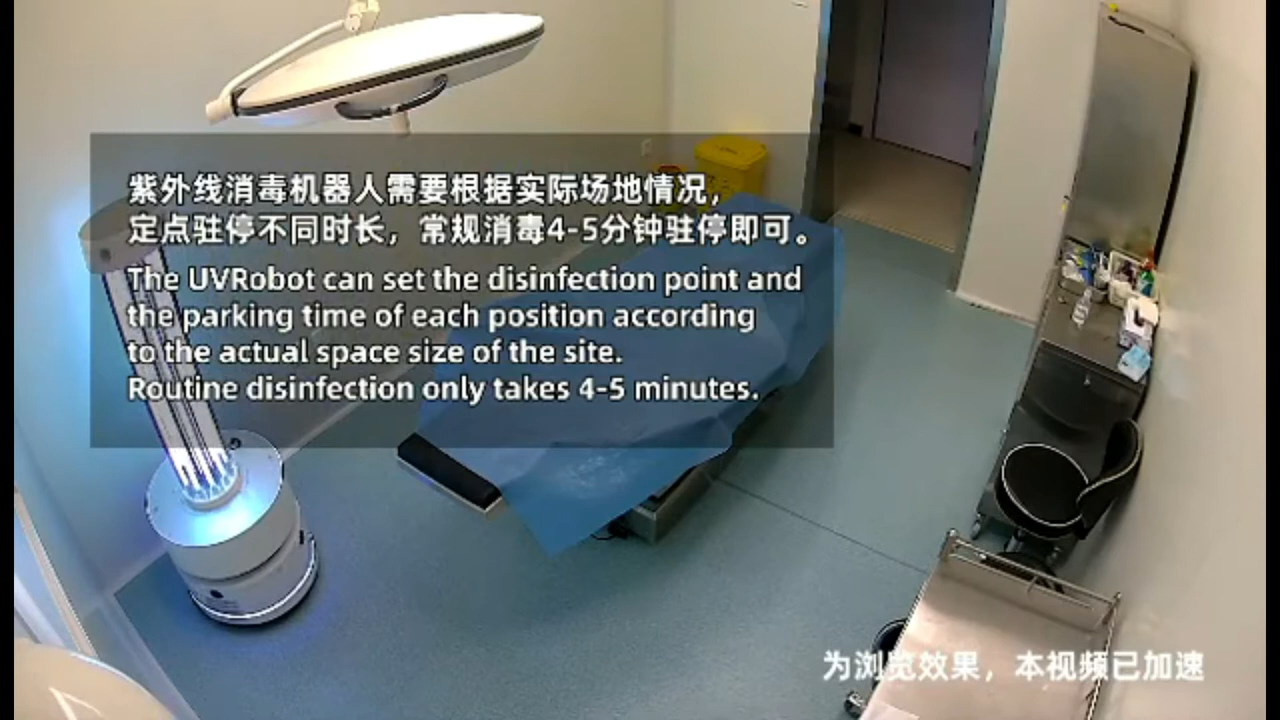 紫外线消毒机器人需要根据实际场地情况，
定点驻停不同时长，常规消毒4-5分钟驻停即可。
The UVRobot can set the disinfection point and
the parking time of each position according
to the actual space size of the site.
Routine disinfection only takes 4-5 minutes.
为浏览效果，本视频已加速